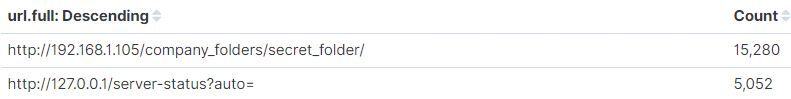 url.full: Descending Count
http://192.168.1.105/company_folders/secret_folder/ 15,280
http://127.0.0.1/server-status?auto= 5,052